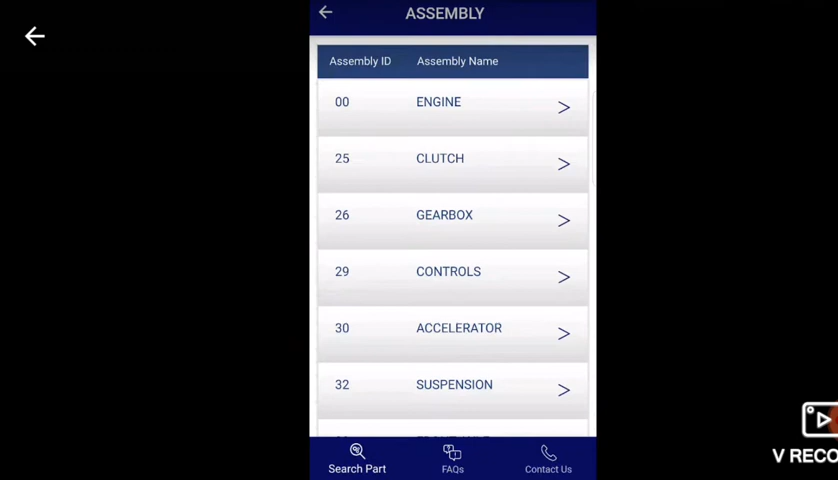 ASSEMBLY
Assembly ID Assembly Name
00 ENGINE >
25 CLUTCH >
26 GEARBOX >
29 CONTROLS >
30 ACCELERATOR >
32 SUSPENSION >
Search Part FAQs Contact Us
V RECO